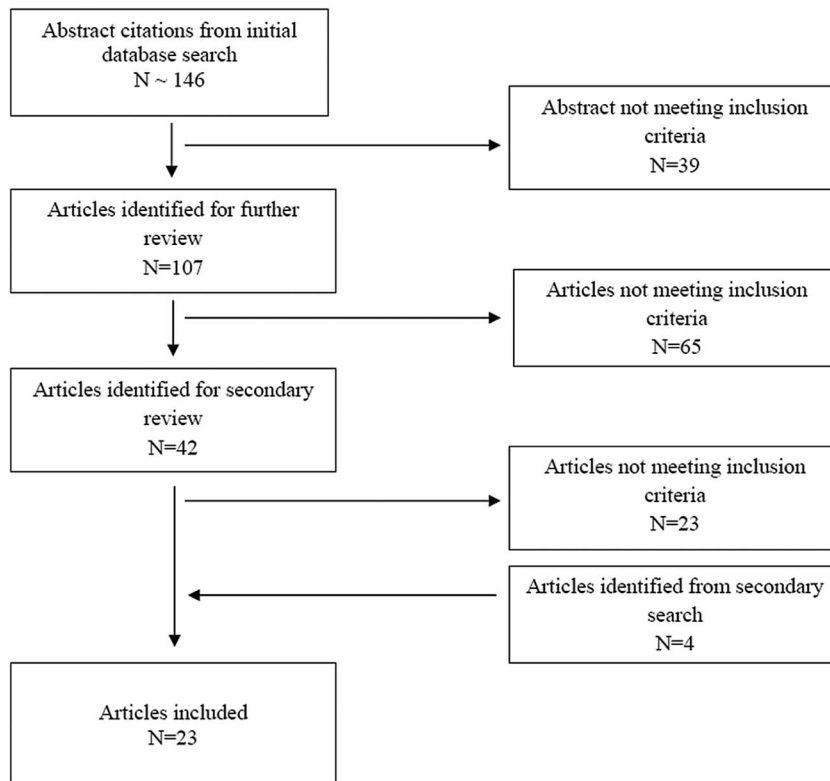 Abstract citations from initial
database search
N ~ 146
Abstract not meeting inclusion
criteria
N=39
Articles identified for further
review
N=107
Articles not meeting inclusion
criteria
N=65
Articles identified for secondary
review
N=42
Articles not meeting inclusion
criteria
N=23
Articles identified from secondary
search
N=4
Articles included
N=23